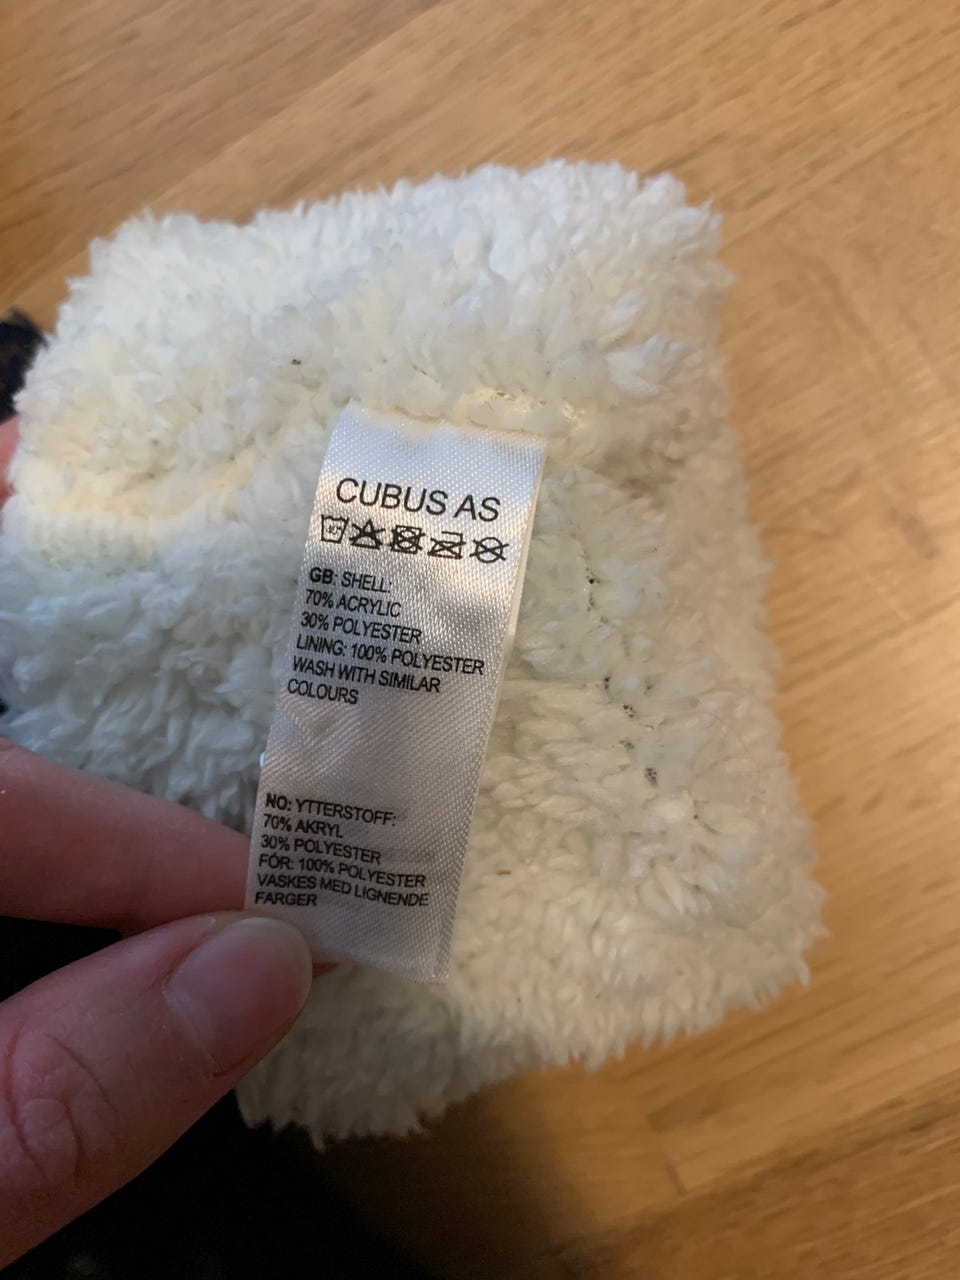 CUBUS AS
GB: SHELL:
70% ACRYLIC
30% POLYESTER
LINING: 100% POLYESTER
WASH WITH SIMILAR
COLOURS
NO: YTTERSTOFF:
70% AKRYL
30% POLYESTER
FÓR: 100% POLYESTER
VASKES MED LIGNENDE
FARGER